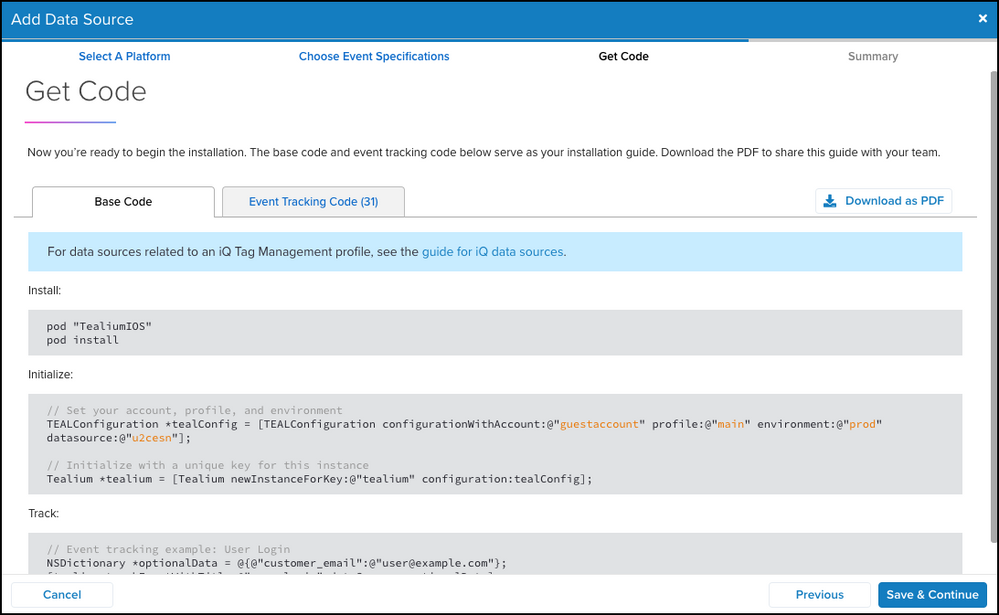 Add Data Source
×
Select A Platform
Choose Event Specifications
Get Code
Summary
Get Code
Now you're ready to begin the installation. The base code and event tracking code below serve as your installation guide. Download the PDF to share this guide with your team.
Base Code
Event Tracking Code (31)
Download as PDF
For data sources related to an iQ Tag Management profile, see the guide for iQ data sources.
Install:
pod "TealiumIOS"
pod install
Initialize:
// Set your account, profile, and environment
TEALConfiguration *tealConfig = [TEALConfiguration configurationWithAccount:@"guestaccount" profile:@"main" environment:@"prod"
datasource:@"u2cesn"];
// Initialize with a unique key for this instance
Tealium *tealium = [Tealium newInstanceForKey:@"tealium" configuration:tealConfig];
Track:
// Event tracking example: User Login
NSDictionary *optionalData = @{@"customer_email":@"user@example.com"};
Cancel
Previous
Save & Continue